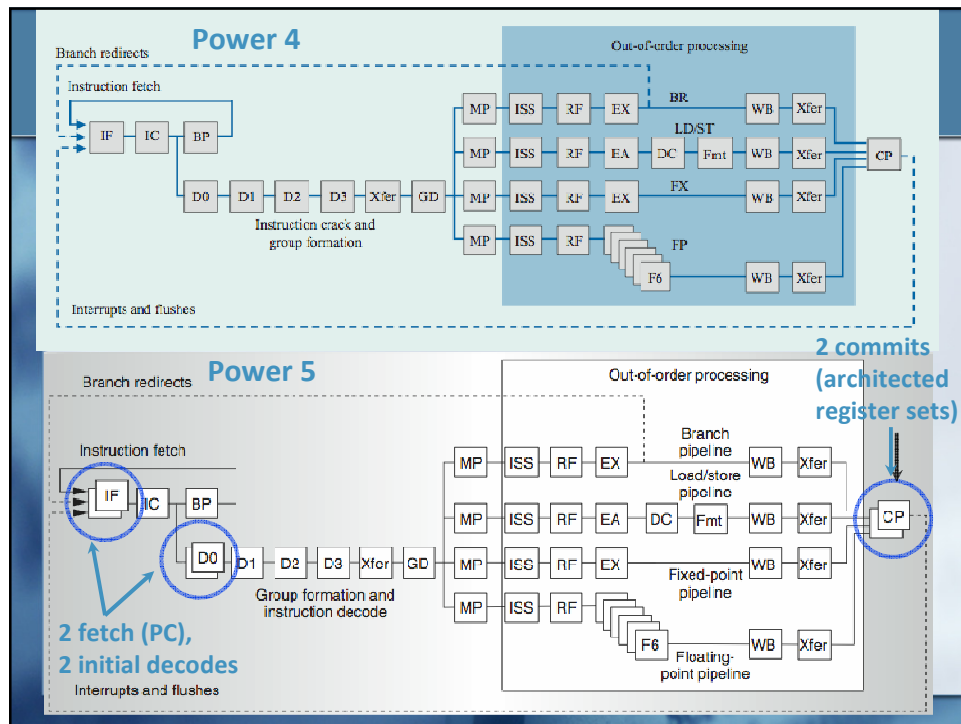 Power 4
Out-of-order processing
Branch redirects
Instruction fetch
BR
MP ISS RF EX WB Xfer
IF IC BP
LD/ST
MP ISS RF EA DC Fmt WB Xfer
CP
FX
D0 D1 D2 D3 Xfer GD
MP ISS RF EX WB Xfer
Instruction crack and
group formation
MP ISS RF
FP
F6 WB Xfer
Interrupts and flushes
2 commits
(architected
register sets)
Power 5
Out-of-order processing
Branch redirects
Instruction fetch
Branch
pipeline
MP ISS RF EX WB Xfer
Load/store
pipeline
IF IC BP
MP ISS RF EA DC Fmt WB Xfer
CP
D0 D1 D2 D3 Xfer GD
MP ISS RF EX WB Xfer
Fixed-point
pipeline
Group formation and
instruction decode
MP ISS RF
F6 WB Xfer
Floating-
point pipeline
2 fetch (PC),
2 initial decodes
Interrupts and flushes